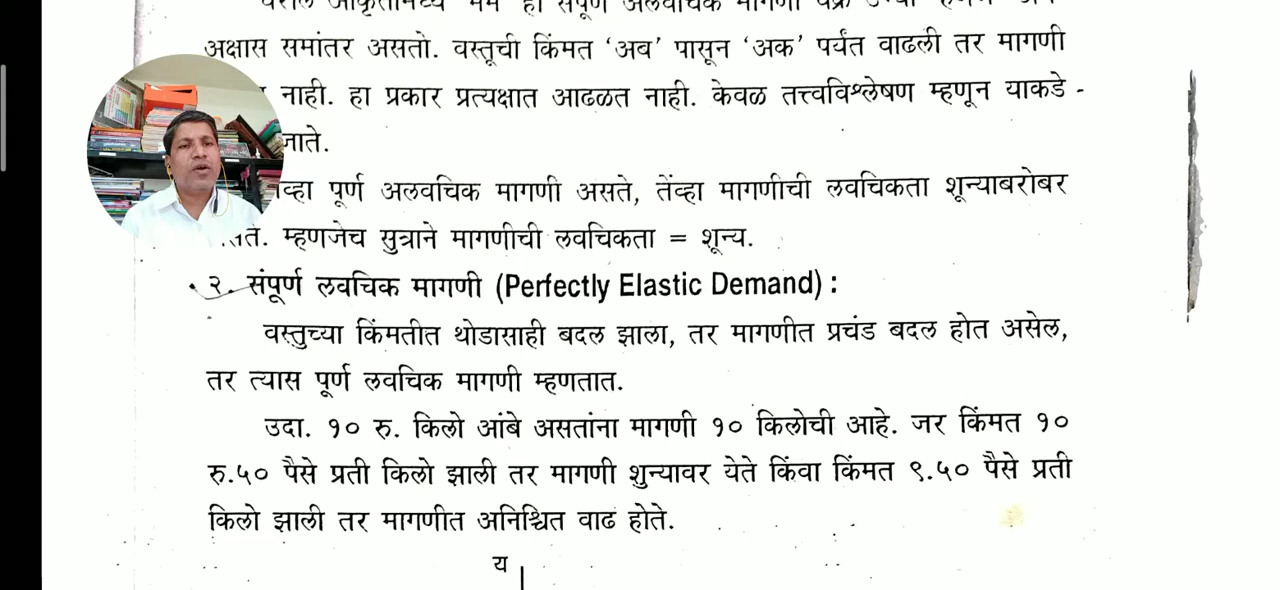 अक्षास समांतर असतो. वस्तूची किंमत ‘अब’ पासून ‘अक’ पर्यंत वाढली तर मागणी
नाही. हा प्रकार प्रत्यक्षात आढळत नाही. केवळ तत्त्वविश्लेषण म्हणून याकडे -
जाते.
पूर्ण अलवचिक मागणी असते, तेंव्हा मागणीची लवचिकता शून्याबरोबर
म्हणजेच सुत्राने मागणीची लवचिकता = शून्य.
२. संपूर्ण लवचिक मागणी (Perfectly Elastic Demand) :
वस्तुच्या किंमतीत थोडासाही बदल झाला, तर मागणीत प्रचंड बदल होत असेल,
तर त्यास पूर्ण लवचिक मागणी म्हणतात.
उदा. १० रु. किलो आंबे असतांना मागणी १० किलोची आहे. जर किंमत १०
रु.५० पैसे प्रती किलो झाली तर मागणी शुन्यावर येते किंवा किंमत ९.५० पैसे प्रती
किलो झाली तर मागणीत अनिश्चित वाढ होते.
य